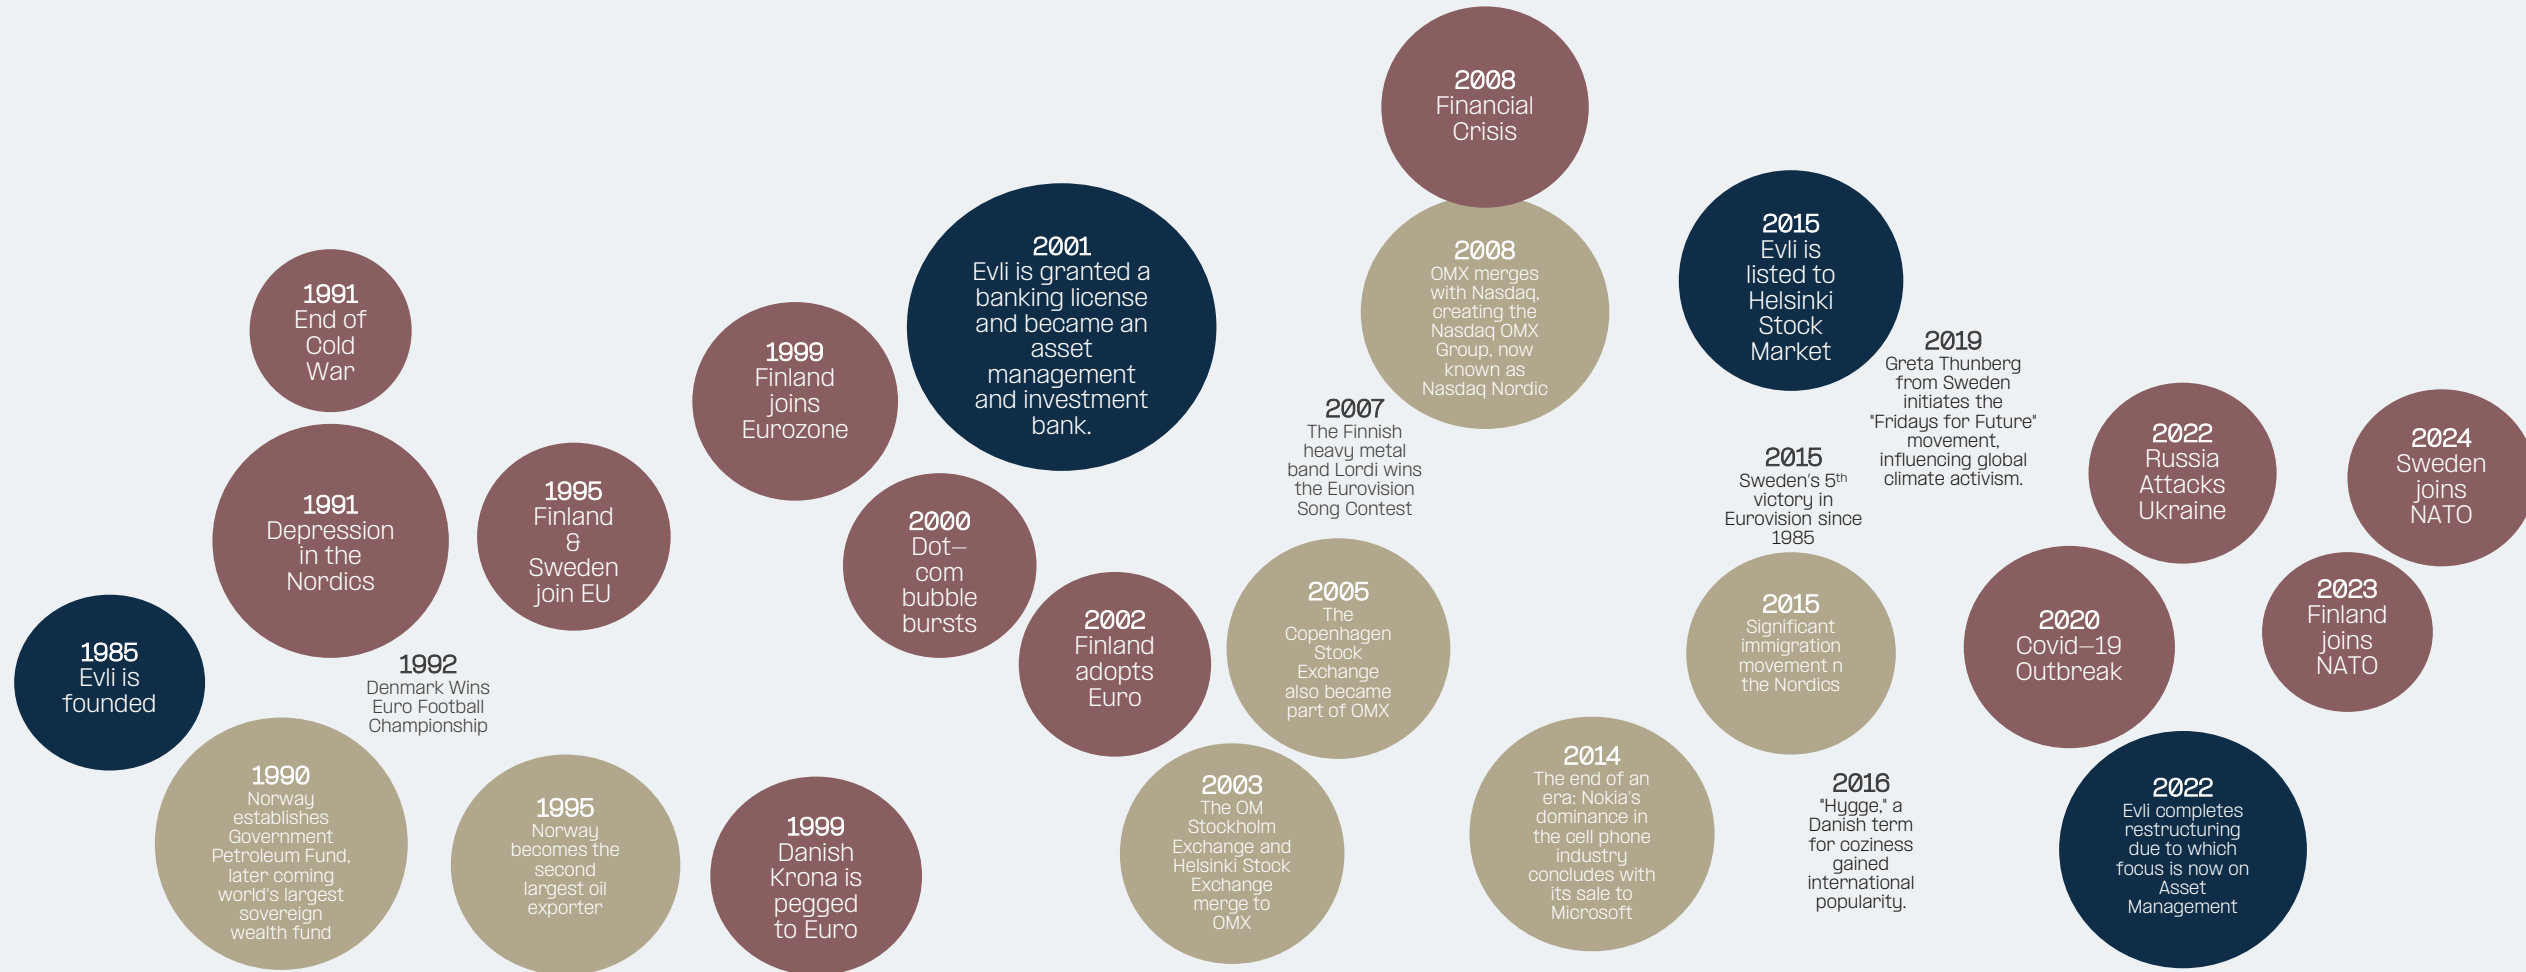 1985
Evli is
founded
1990
Norway
establishes
Government
Petroleum Fund,
later coming
world's largest
sovereign
wealth fund
1991
End of
Cold
War
1991
Depression
in the
Nordics
1992
Denmark Wins
Euro Football
Championship
1995
Finland
&
Sweden
join EU
1995
Norway
becomes the
second
largest oil
exporter
1999
Finland
joins
Eurozone
1999
Danish
Krona is
pegged
to Euro
2000
Dot–
com
bubble
bursts
2001
Evli is granted a
banking license
and became an
asset
management
and investment
bank.
2002
Finland
adopts
Euro
2003
The OM
Stockholm
Exchange and
Helsinki Stock
Exchange
merge to
OMX
2005
The
Copenhagen
Stock
Exchange
also became
part of OMX
2007
The Finnish
heavy metal
band Lordi wins
the Eurovision
Song Contest
2008
Financial
Crisis
2008
OMX merges
with Nasdaq,
creating the
Nasdaq OMX
Group, now
known as
Nasdaq Nordic
2014
The end of an
era: Nokia's
dominance in
the cell phone
industry
concludes with
its sale to
Microsoft
2015
Evli is
listed to
Helsinki
Stock
Market
2015
Sweden's 5th
victory in
Eurovision since
1985
2015
Significant
immigration
movement n
the Nordics
2016
"Hygge," a
Danish term
for coziness
gained
international
popularity.
2019
Greta Thunberg
from Sweden
initiates the
"Fridays for Future"
movement,
influencing global
climate activism.
2020
Covid–19
Outbreak
2022
Russia
Attacks
Ukraine
2022
Evli completes
restructuring
due to which
focus is now on
Asset
Management
2023
Finland
joins
NATO
2024
Sweden
joins
NATO